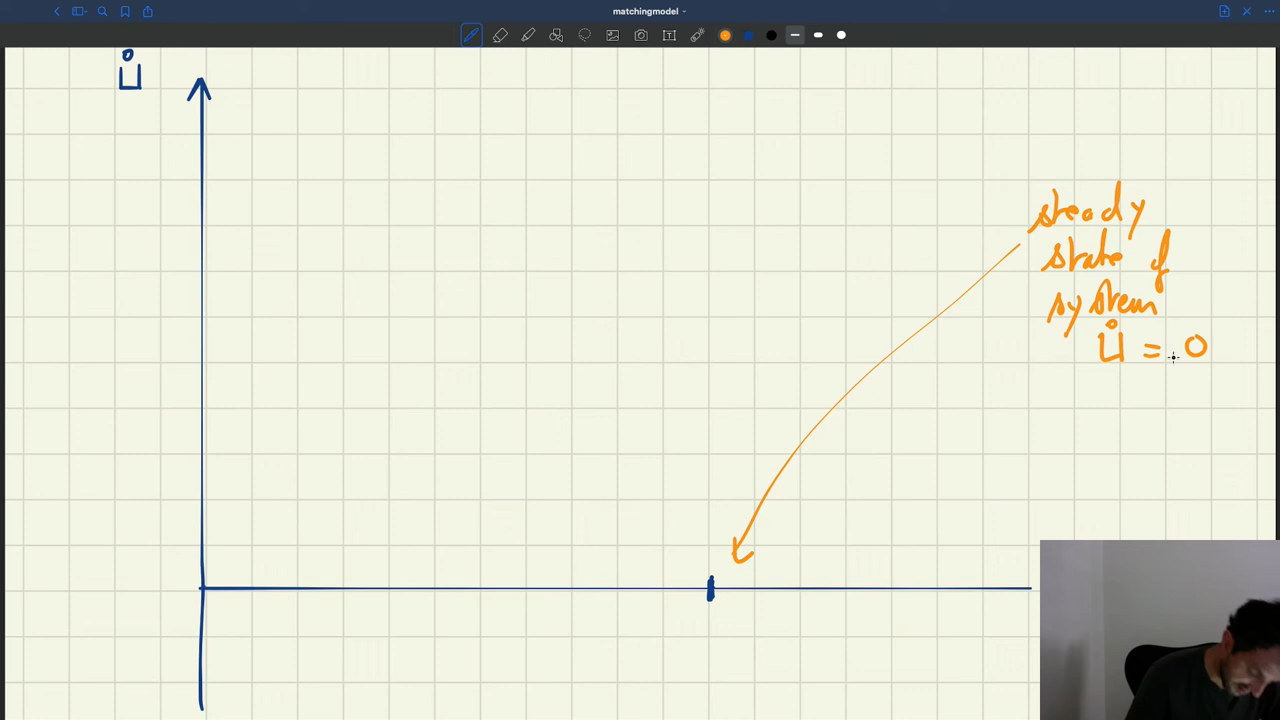 matchingmodel
Ů
steady
state of
system
Ů = 0